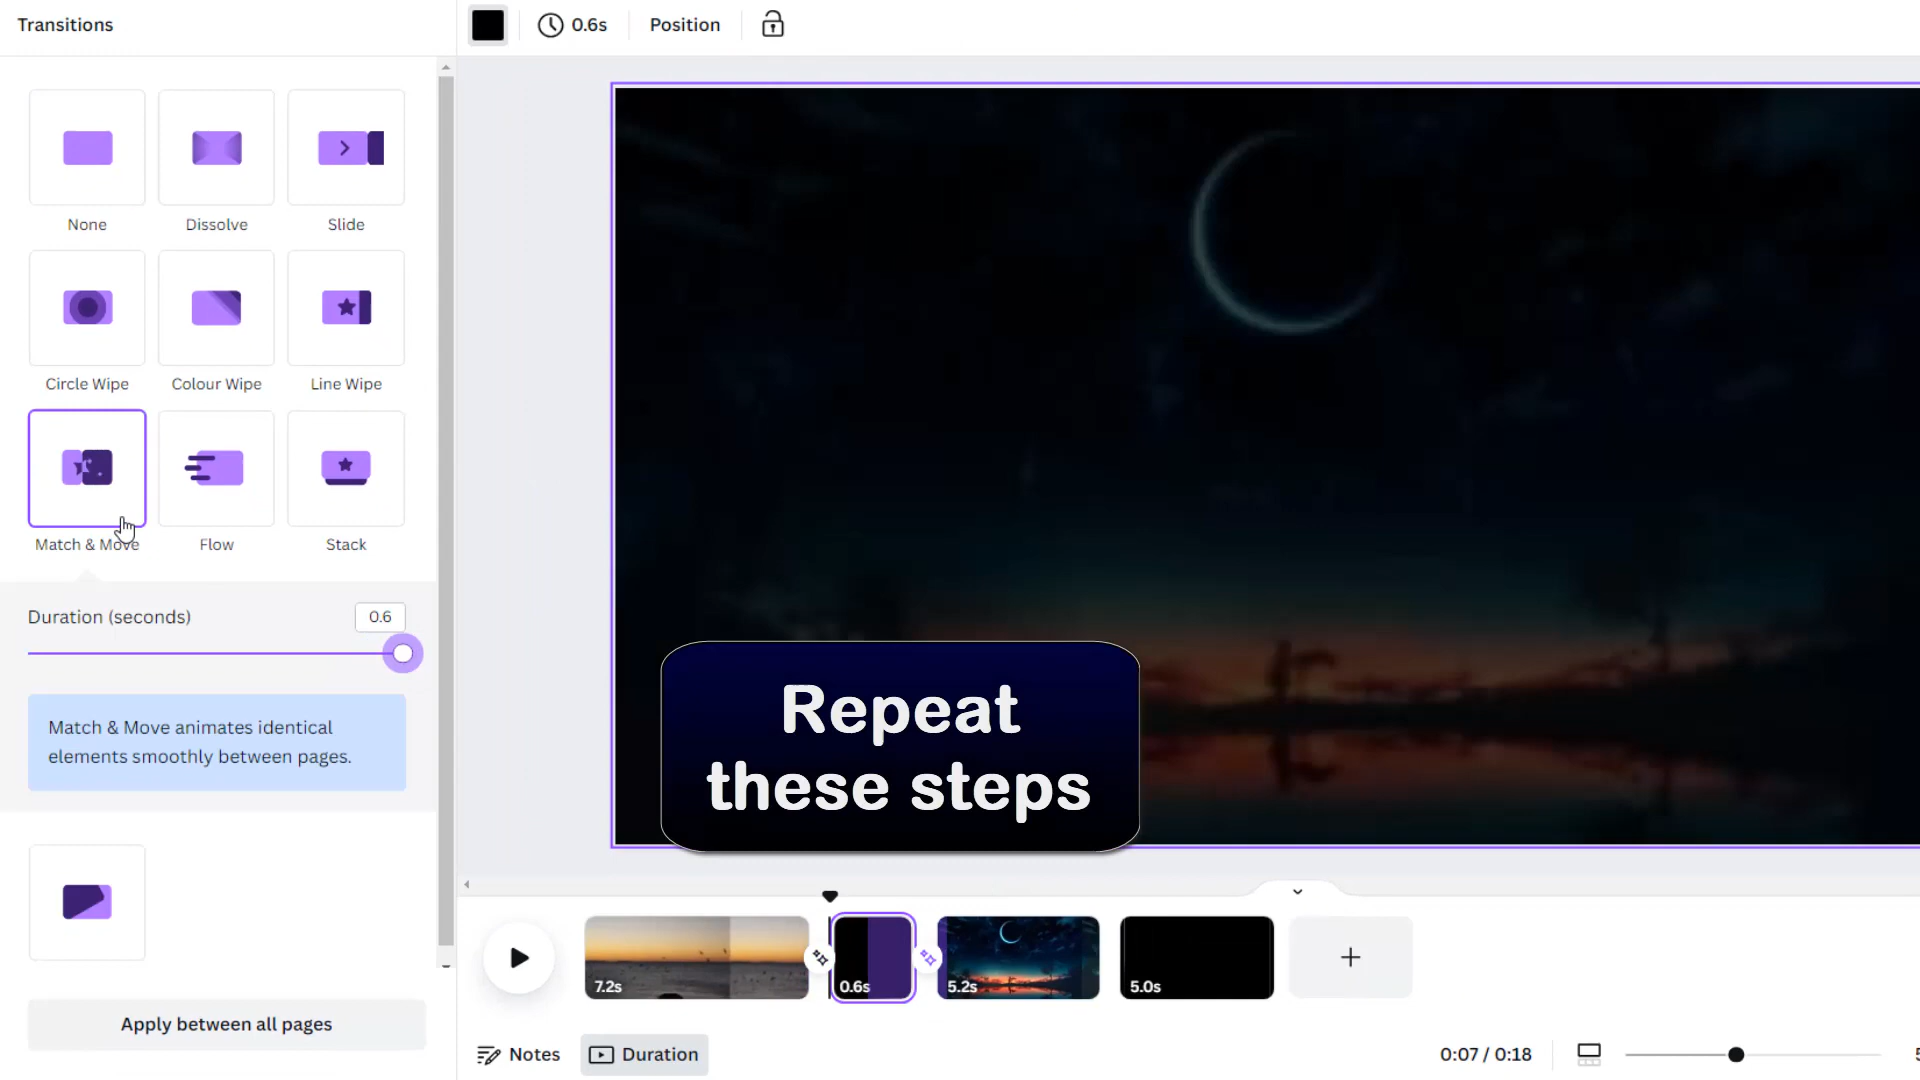 Transitions
0.6s
Position
None
Dissolve
Slide
Circle Wipe
Colour Wipe
Line Wipe
Match & Move
Flow
Stack
Duration (seconds)
0.6
Match & Move animates identical
elements smoothly between pages.
Apply between all pages
Repeat
these steps
7.2s
0.6s
5.2s
5.0s
Notes
Duration
0:07 / 0:18